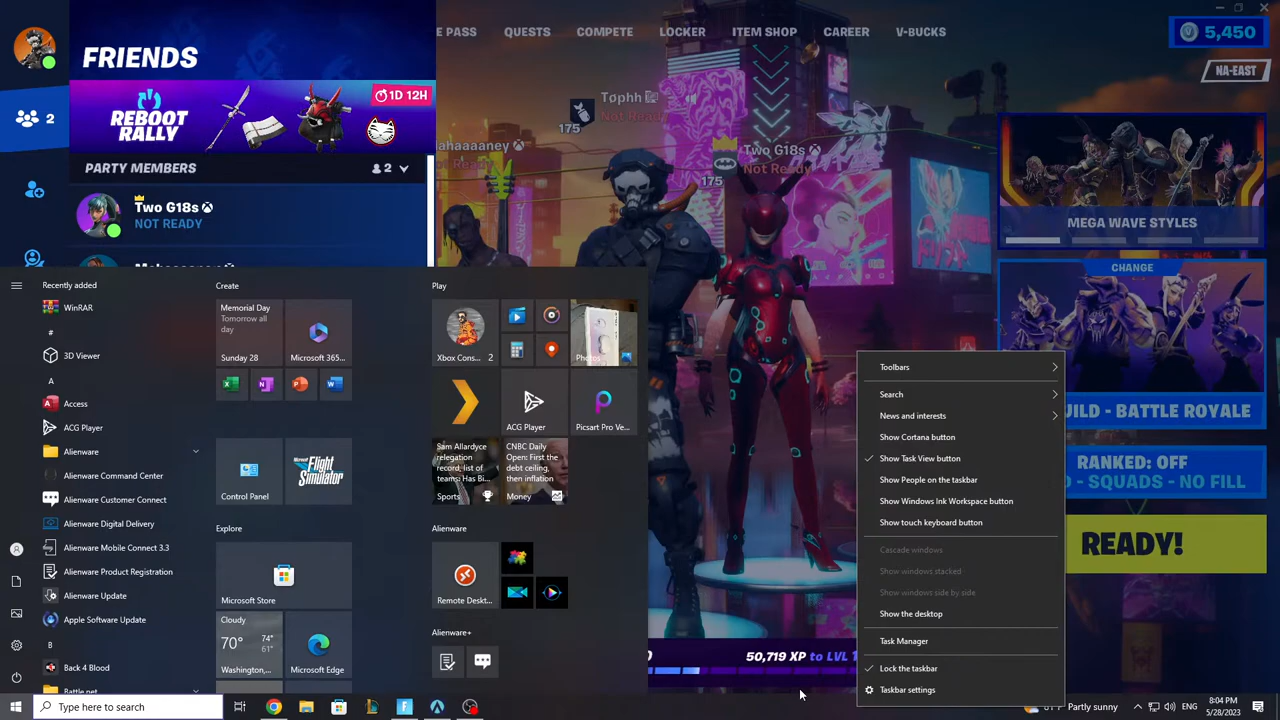 FRIENDS
E PASS
QUESTS
COMPETE
LOCKER
ITEM SHOP
CAREER
V-BUCKS
5,450
NA-EAST
REBOOT
RALLY
1D 12H
PARTY MEMBERS
2
2
Two G18s
NOT READY
Tøphh
Not Read
175
ahaaaaney
Ready
Two G18s
Not Ready
175
MEGA WAVE STYLES
CHANGE
UILD - BATTLE ROYALE
RANKED: OFF
- SQUADS - NO FILL
READY!
50,719 XP to LVL 1
Recently added
WinRAR
#
3D Viewer
A
Access
ACG Player
Alienware
Alienware Command Center
Alienware Customer Connect
Alienware Digital Delivery
Alienware Mobile Connect 3.3
Alienware Product Registration
Alienware Update
Apple Software Update
B
Back 4 Blood
Battle.net
Create
Memorial Day
Tomorrow all
day
Sunday 28
Microsoft 365...
Control Panel
Microsoft
Flight
Simulator
Explore
Microsoft Store
Cloudy
70°
74°
61°
Washington,...
Microsoft Edge
Play
Xbox Cons...
2
Photos
ACG Player
Picsart Pro Ve...
Sam Allardyce
relegation
record, list of
teams: Has Bi...
Sports
CNBC Daily
Open: First the
debt ceiling,
then inflation
Money
Alienware
Remote Deskt...
Alienware+
Toolbars
Search
News and interests
Show Cortana button
Show Task View button
Show People on the taskbar
Show Windows Ink Workspace button
Show touch keyboard button
Cascade windows
Show windows stacked
Show windows side by side
Show the desktop
Task Manager
Lock the taskbar
Taskbar settings
Type here to search
Partly sunny
8:04 PM
5/28/2023